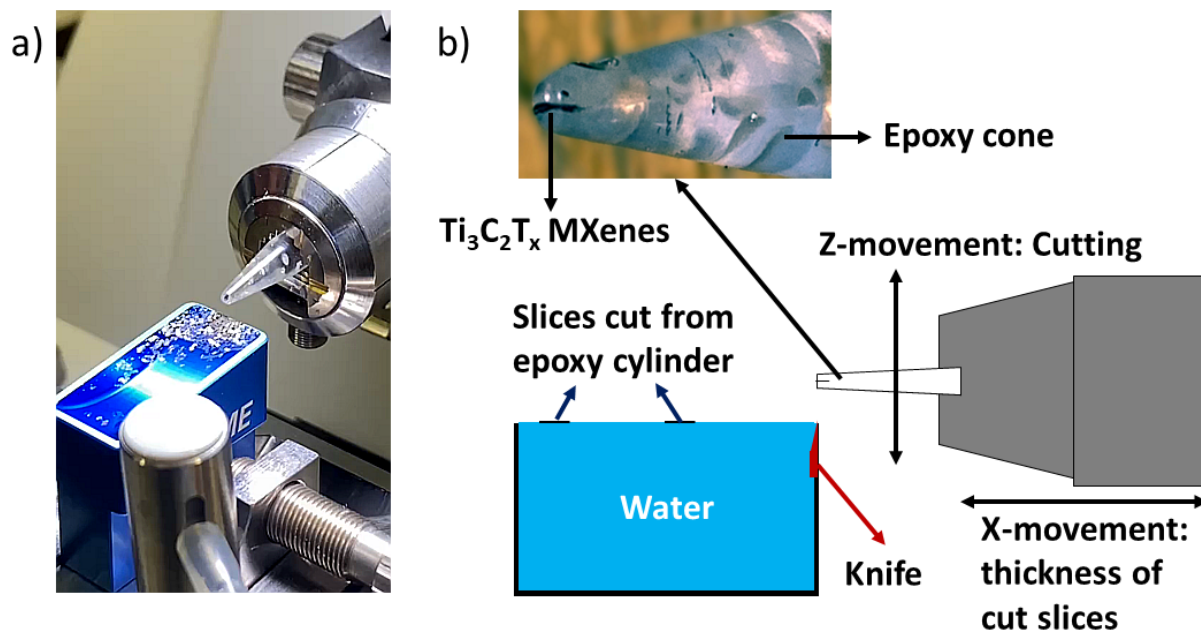 a)
b)
Epoxy cone
Ti₃C₂Tₓ MXenes
Z-movement: Cutting
Slices cut from
epoxy cylinder
ME
Water
Knife
X-movement:
thickness of
cut slices